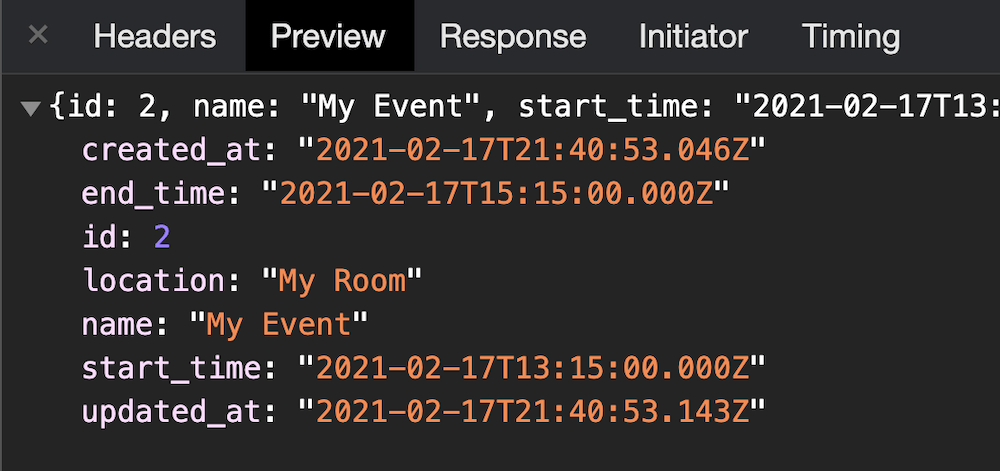 Headers Preview Response Initiator Timing
{id: 2, name: "My Event", start_time: "2021-02-17T13:
created_at: "2021-02-17T21:40:53.046Z"
end_time: "2021-02-17T15:15:00.000Z"
id: 2
location: "My Room"
name: "My Event"
start_time: "2021-02-17T13:15:00.000Z"
updated_at: "2021-02-17T21:40:53.143Z"